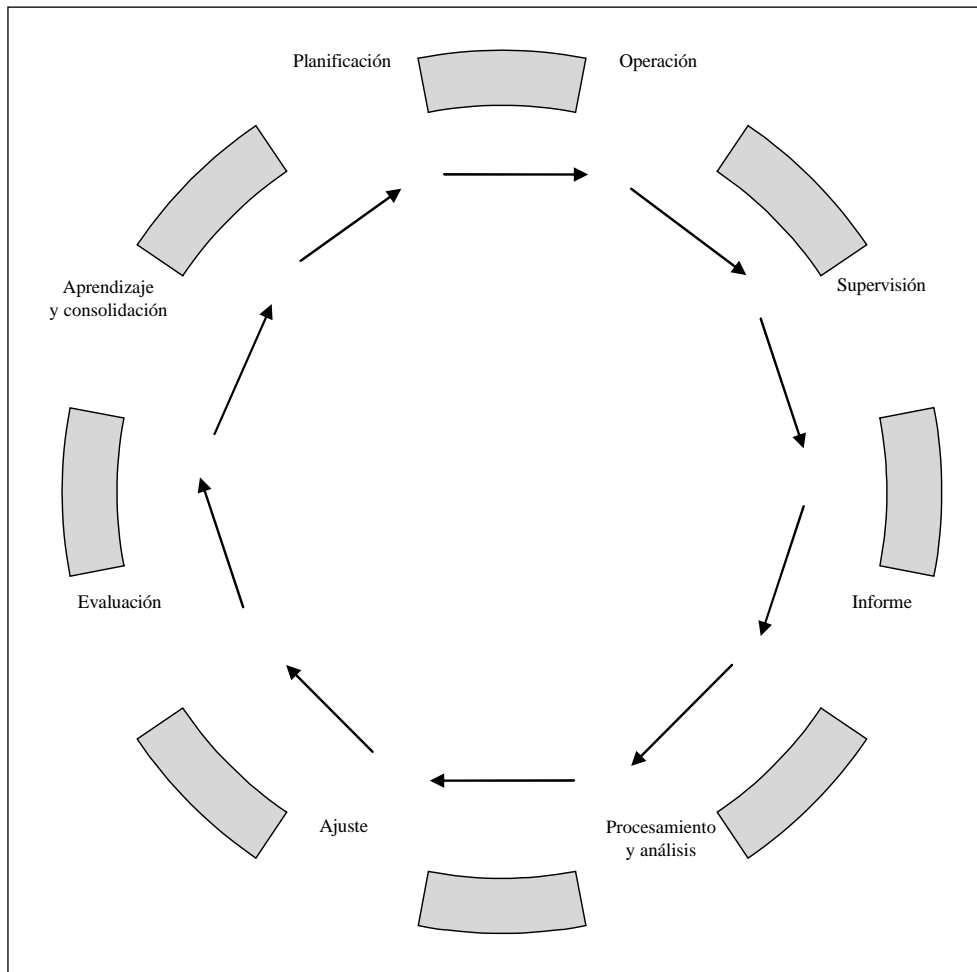 Planificación
Operación
Supervisión
Informe
Procesamiento
y análisis
Ajuste
Evaluación
Aprendizaje
y consolidación